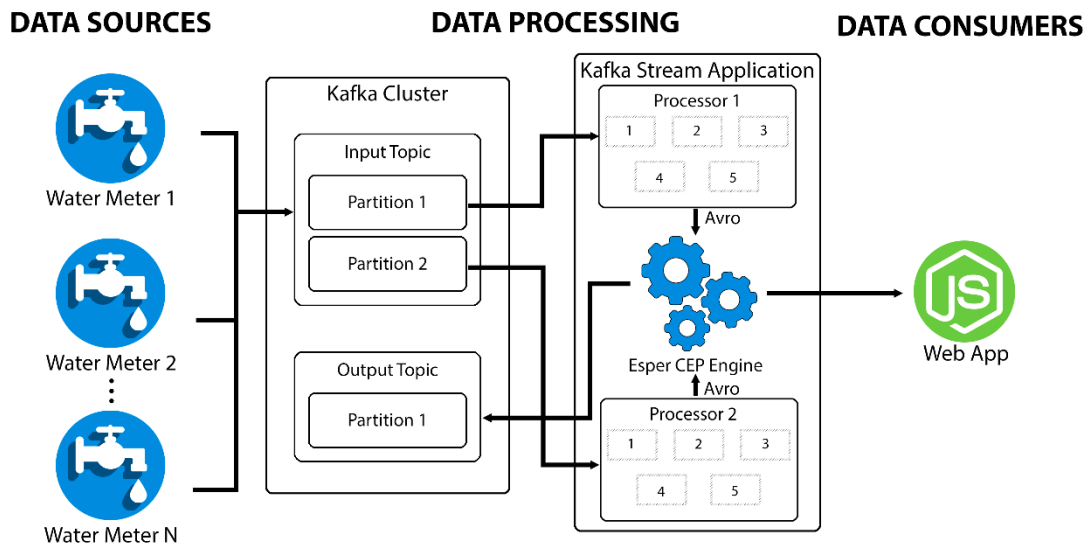 DATA SOURCES
DATA PROCESSING
DATA CONSUMERS
Water Meter 1
Water Meter 2
Water Meter N
Kafka Cluster
Input Topic
Partition 1
Partition 2
Output Topic
Partition 1
Kafka Stream Application
Processor 1
1 2 3
4 5
Avro
Esper CEP Engine
Avro
Processor 2
1 2 3
4 5
JS
Web App